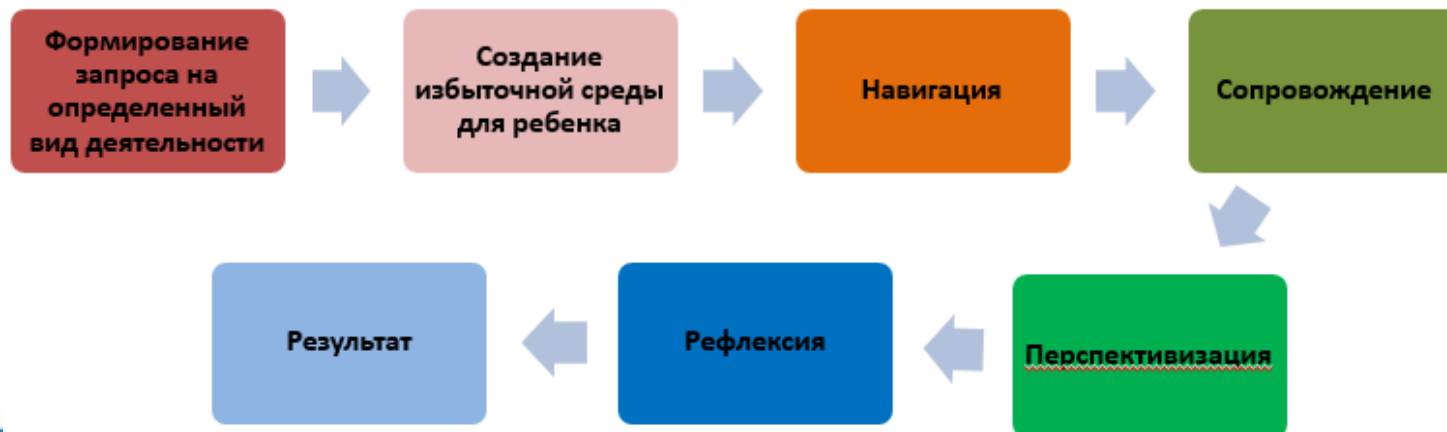 Формирование
запроса на
определенный
вид деятельности
Создание
избыточной среды
для ребенка
Навигация
Сопровождение
Перспективизация
Рефлексия
Результат